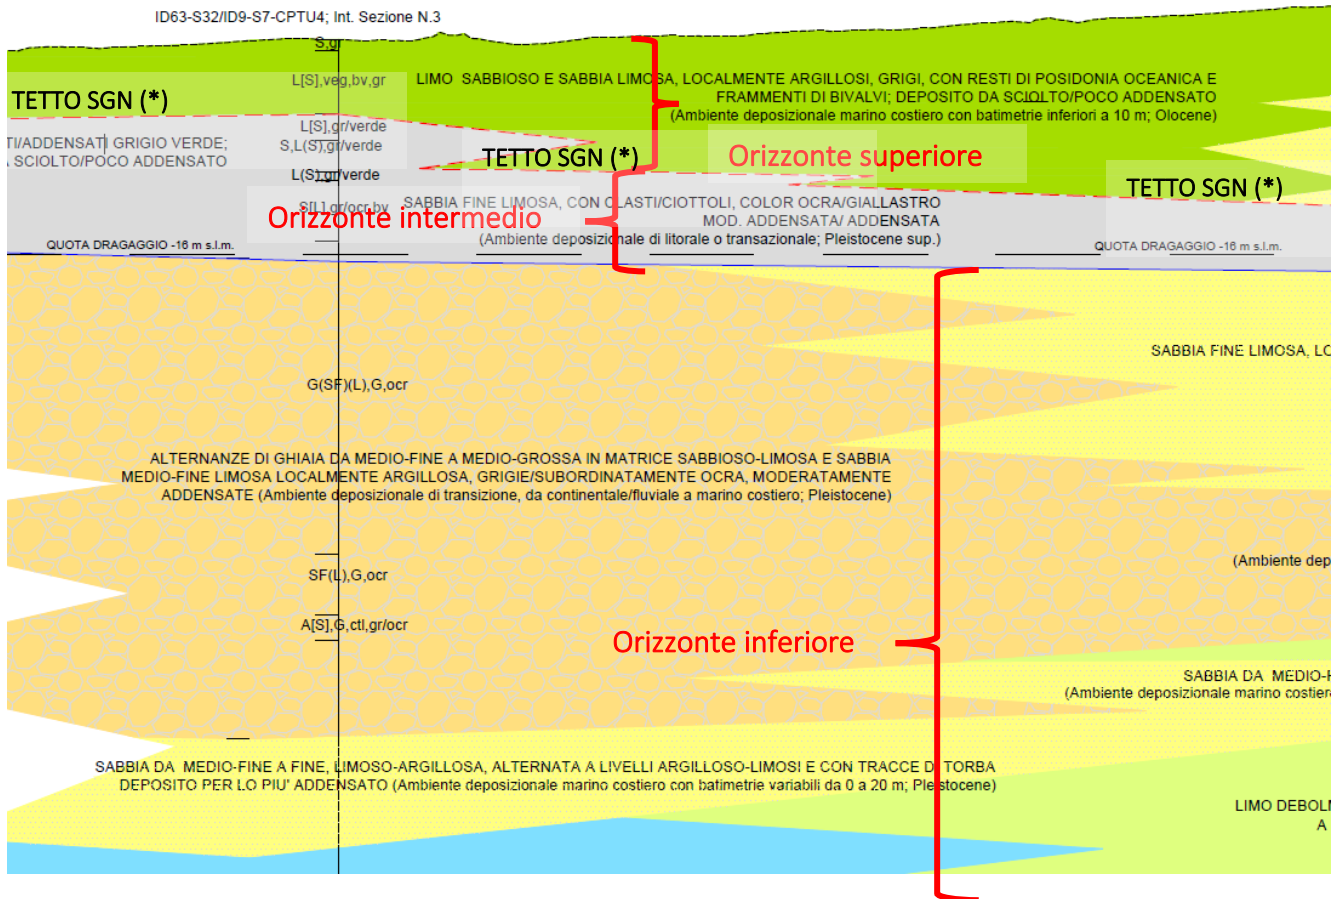 ID63-S32/ID9-S7-CPTU4; Int. Sezione N.3
S,gr
L[S],veg,bv,gr
LIMO SABBIOSO E SABBIA LIMOSA, LOCALMENTE ARGILLOSI, GRIGI, CON RESTI DI POSIDONIA OCEANICA E
FRAMMENTI DI BIVALVI; DEPOSITO DA SCIOLTO/POCO ADDENSATO
(Ambiente deposizionale marino costiero con batimetrie inferiori a 10 m; Olocene)
TETTO SGN (*)
L[S],gr/verde
TI/ADDENSATI GRIGIO VERDE;
S,L(S),gr/verde
SCIOLTO/POCO ADDENSATO
TETTO SGN (*)
Orizzonte superiore
L(S),gr/verde
TETTO SGN (*)
S[L],gr/ocr,bv
SABBIA FINE LIMOSA, CON CLASTI/CIOTTOLI, COLOR OCRA/GIALLASTRO
Orizzonte intermedio
MOD. ADDENSATA/ ADDENSATA
(Ambiente deposizionale di litorale o transazionale; Pleistocene sup.)
QUOTA DRAGAGGIO -16 m s.l.m.
QUOTA DRAGAGGIO -16 m s.l.m.
SABBIA FINE LIMOSA, LO
G(SF)(L),G,ocr
ALTERNANZE DI GHIAIA DA MEDIO-FINE A MEDIO-GROSSA IN MATRICE SABBIOSO-LIMOSA E SABBIA
MEDIO-FINE LIMOSA LOCALMENTE ARGILLOSA, GRIGIE/SUBORDINATAMENTE OCRA, MODERATAMENTE
ADDENSATE (Ambiente deposizionale di transizione, da continentale/fluviale a marino costiero; Pleistocene)
(Ambiente dep
SF(L),G,ocr
A[S],G,ctl,gr/ocr
Orizzonte inferiore
SABBIA DA MEDIO-F
(Ambiente deposizionale marino costiero
SABBIA DA MEDIO-FINE A FINE, LIMOSO-ARGILLOSA, ALTERNATA A LIVELLI ARGILLOSO-LIMOSI E CON TRACCE DI TORBA
DEPOSITO PER LO PIU' ADDENSATO (Ambiente deposizionale marino costiero con batimetrie variabili da 0 a 20 m; Pleistocene)
LIMO DEBOLM
A